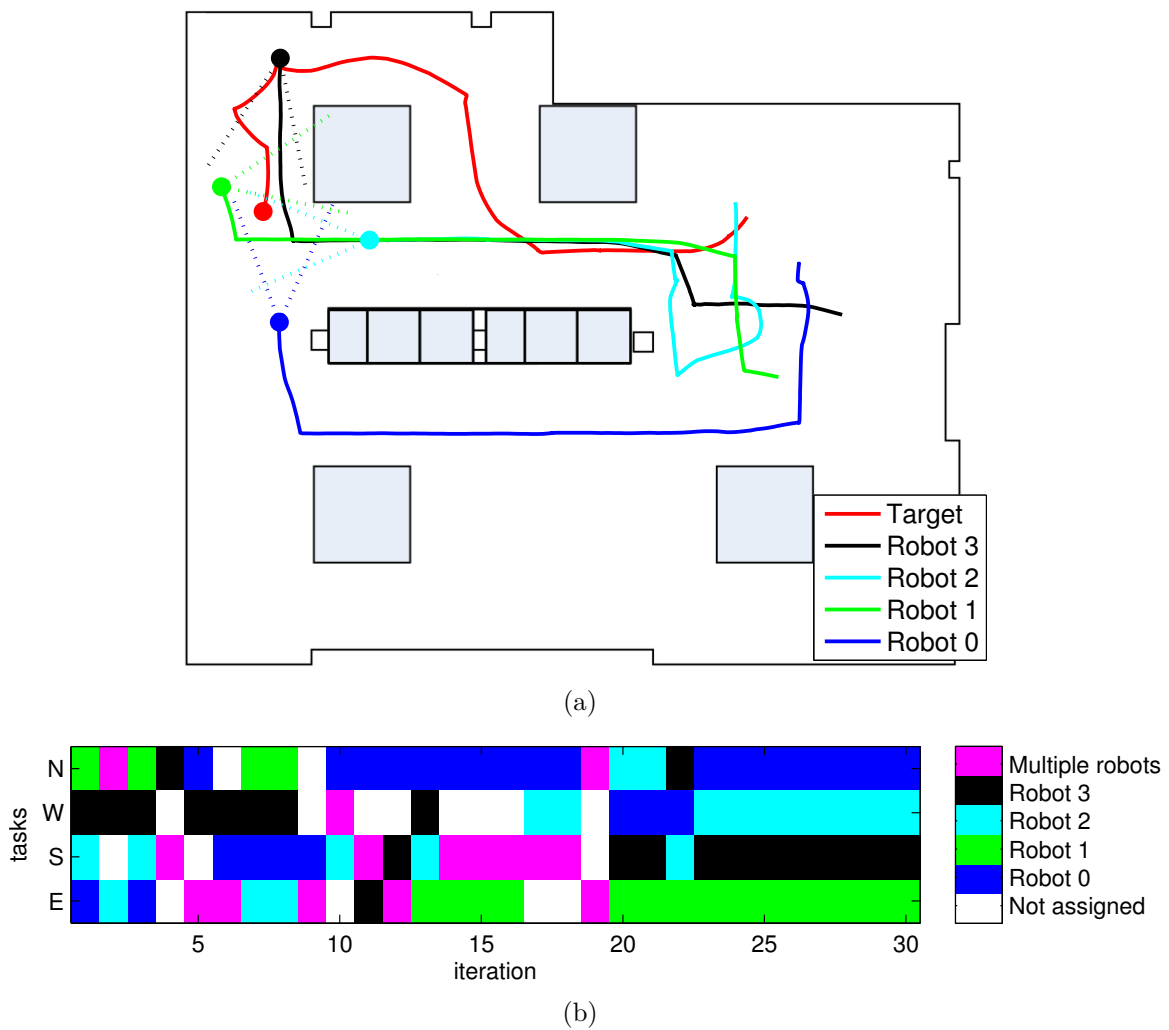 Target
Robot 3
Robot 2
Robot 1
Robot 0
(a)
N
W
S
E
tasks
5
10
15
20
25
30
iteration
Multiple robots
Robot 3
Robot 2
Robot 1
Robot 0
Not assigned
(b)